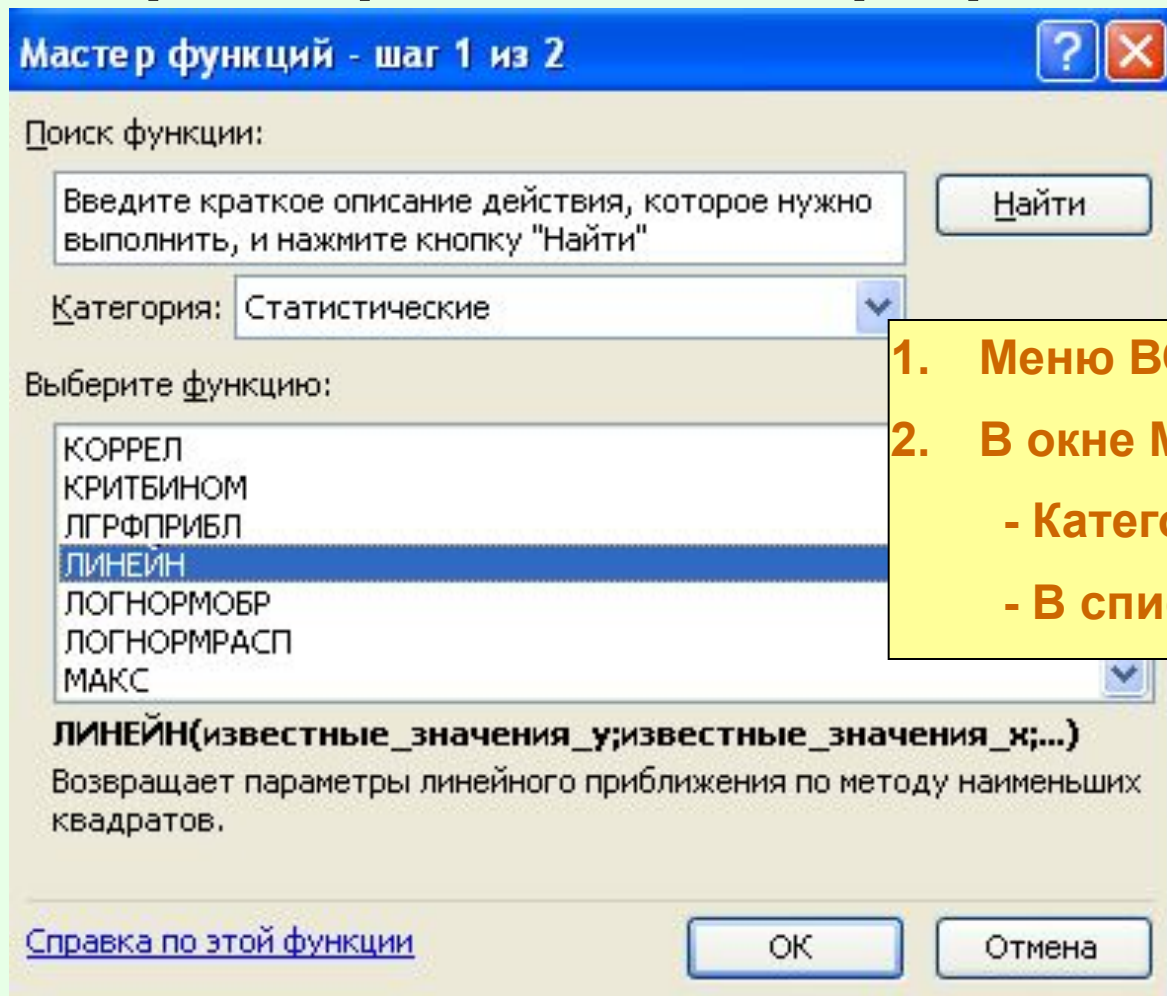 Мастер функций - шаг 1 из 2
Поиск функции:
Введите краткое описание действия, которое нужно
выполнить, и нажмите кнопку "Найти"
Найти
Категория: Статистические
Выберите функцию:
КОРРЕЛ
КРИТБИНОМ
ЛГРФПРИБЛ
ЛИНЕЙН
ЛОГНОРМОБР
ЛОГНОРМРАСП
МАКС
1. Меню
2. В окне
-
- В
ЛИНЕЙН(известные_значения_y;известные_значения_x;...)
Возвращает параметры линейного приближения по методу наименьших
квадратов.
Справка по этой функции
ОК
Отмена